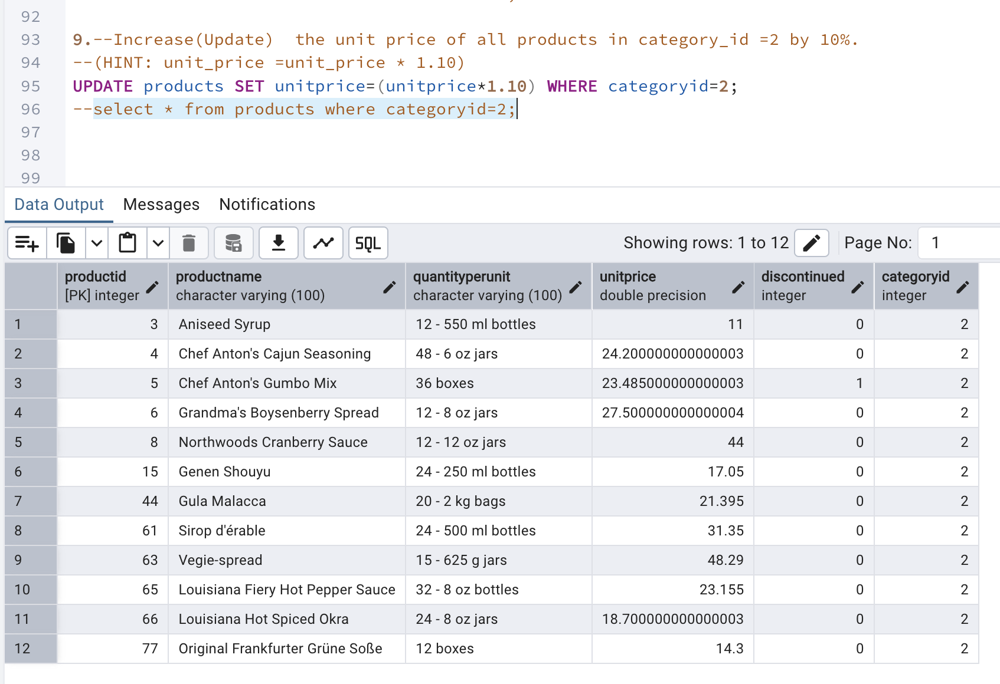 92
93 9.--Increase(Update)  the unit price of all products in category_id =2 by 10%.
94 --(HINT: unit_price =unit_price * 1.10)
95 UPDATE products SET unitprice=(unitprice*1.10) WHERE categoryid=2;
96 --select * from products where categoryid=2;
97
98
99
Data Output Messages Notifications
SQL Showing rows: 1 to 12 Page No: 1
productid productname quantityperunit unitprice discontinued categoryid
[PK] integer character varying (100) character varying (100) double precision integer integer
1 3 Aniseed Syrup 12 - 550 ml bottles 11 0 2
2 4 Chef Anton's Cajun Seasoning 48 - 6 oz jars 24.200000000000003 0 2
3 5 Chef Anton's Gumbo Mix 36 boxes 23.485000000000003 1 2
4 6 Grandma's Boysenberry Spread 12 - 8 oz jars 27.500000000000004 0 2
5 8 Northwoods Cranberry Sauce 12 - 12 oz jars 44 0 2
6 15 Genen Shouyu 24 - 250 ml bottles 17.05 0 2
7 44 Gula Malacca 20 - 2 kg bags 21.395 0 2
8 61 Sirop d'érable 24 - 500 ml bottles 31.35 0 2
9 63 Vegie-spread 15 - 625 g jars 48.29 0 2
10 65 Louisiana Fiery Hot Pepper Sauce 32 - 8 oz bottles 23.155 0 2
11 66 Louisiana Hot Spiced Okra 24 - 8 oz jars 18.700000000000003 0 2
12 77 Original Frankfurter Grüne Soße 12 boxes 14.3 0 2